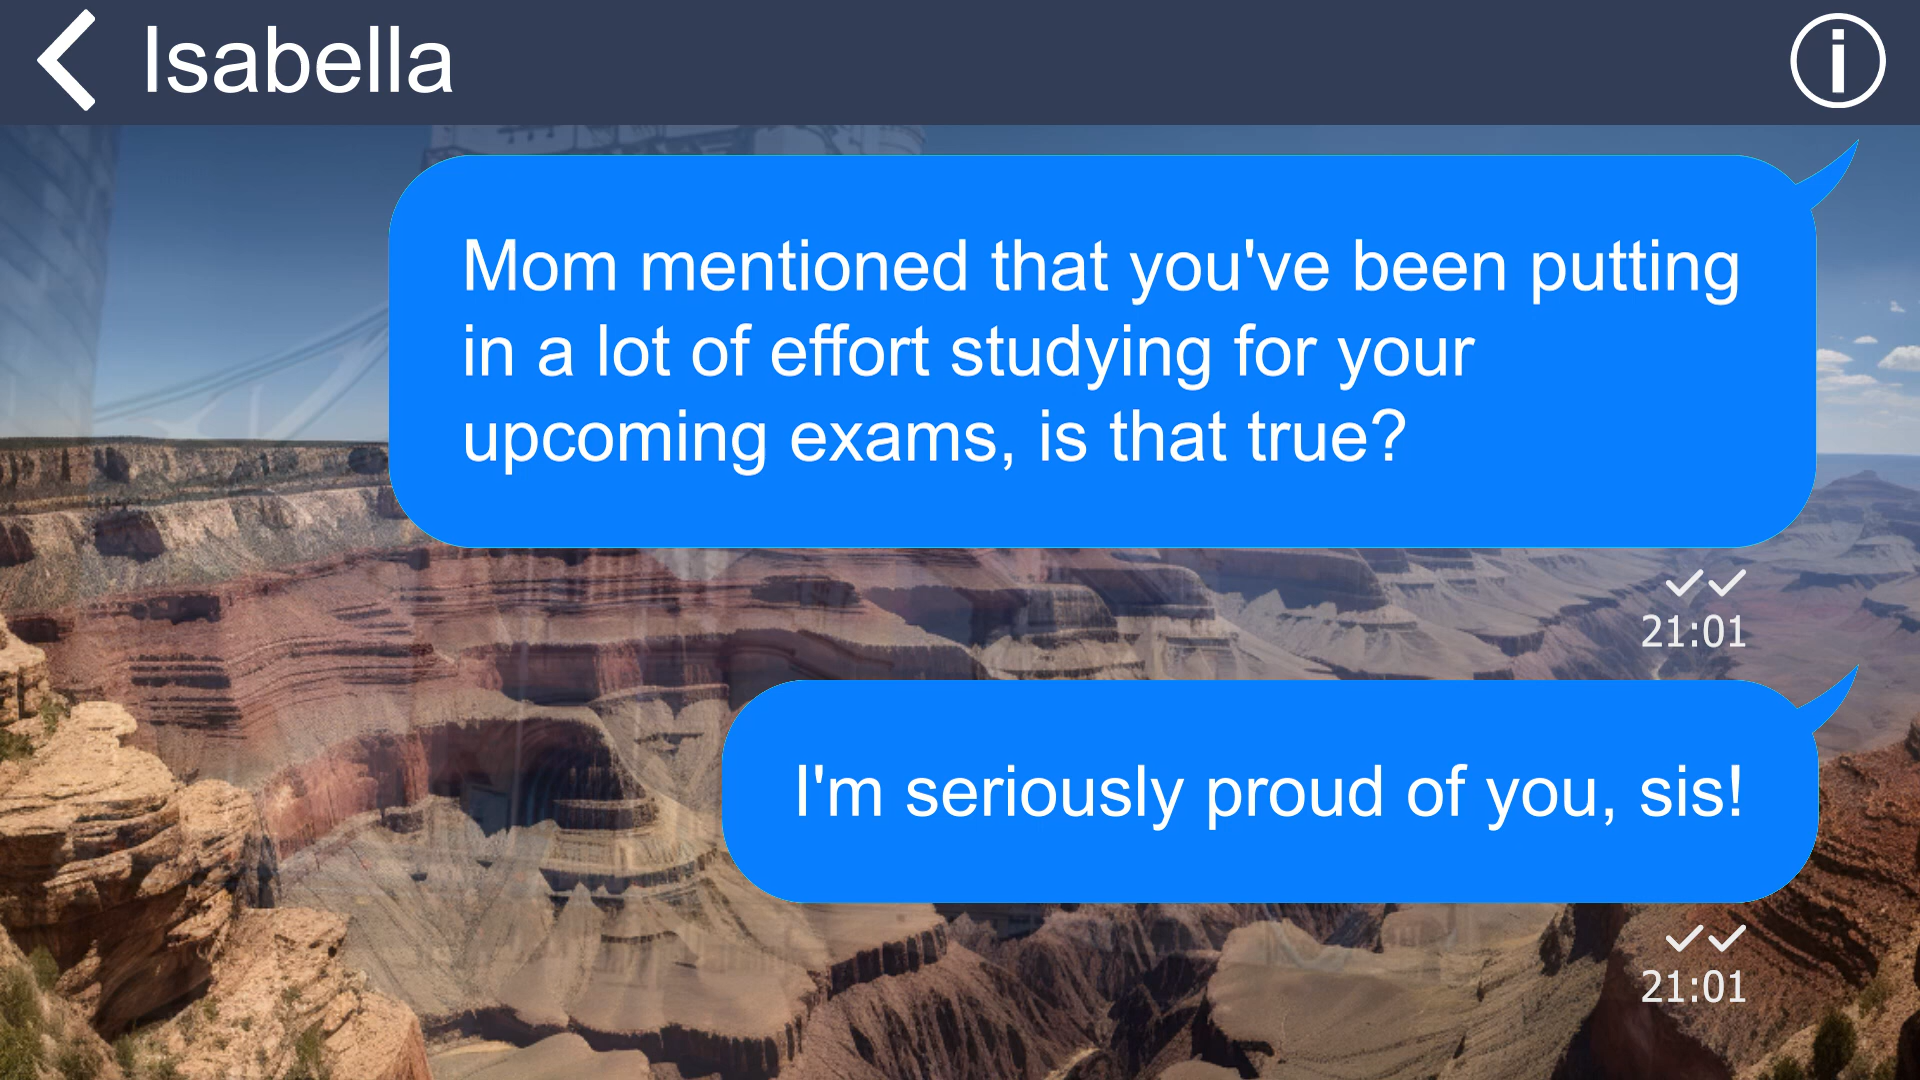 Isabella
Mom mentioned that you've been putting
in a lot of effort studying for your
upcoming exams, is that true?
21:01
I'm seriously proud of you, sis!
21:01